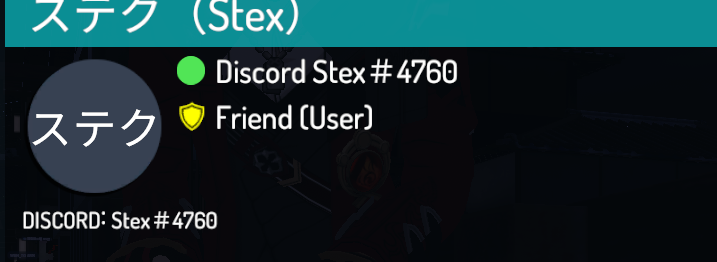 ステク (Stex)
Discord Stex#4760
ステク
Friend (User)
DISCORD: Stex#4760